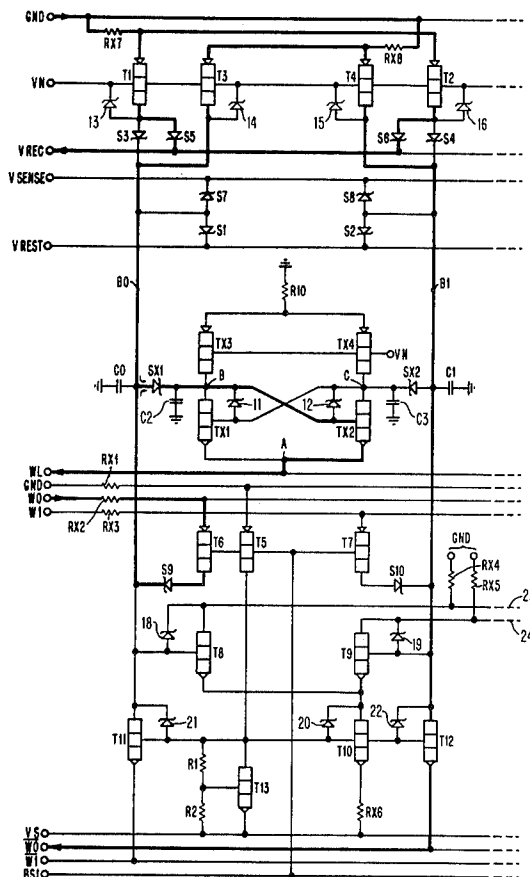 GND
RX7
RX8
VN
T1
T3
T4
T2
13
14
15
16
S3
S5
S6
S4
VREC
VSENSE
S7
S8
S1
S2
VREST
B0
B1
R10
TX3
TX4
VN
C0
SX1
B
C
SX2
C1
C2
11
12
C3
TX1
TX2
A
WL
RX1
GND
W0
RX2
W1
RX3
T6
T5
T7
GND
RX4
RX5
S9
S10
18
T8
T9
19
24
21
20
22
T11
T10
T12
R1
T13
R2
RX6
VS
W0
W1
BSI